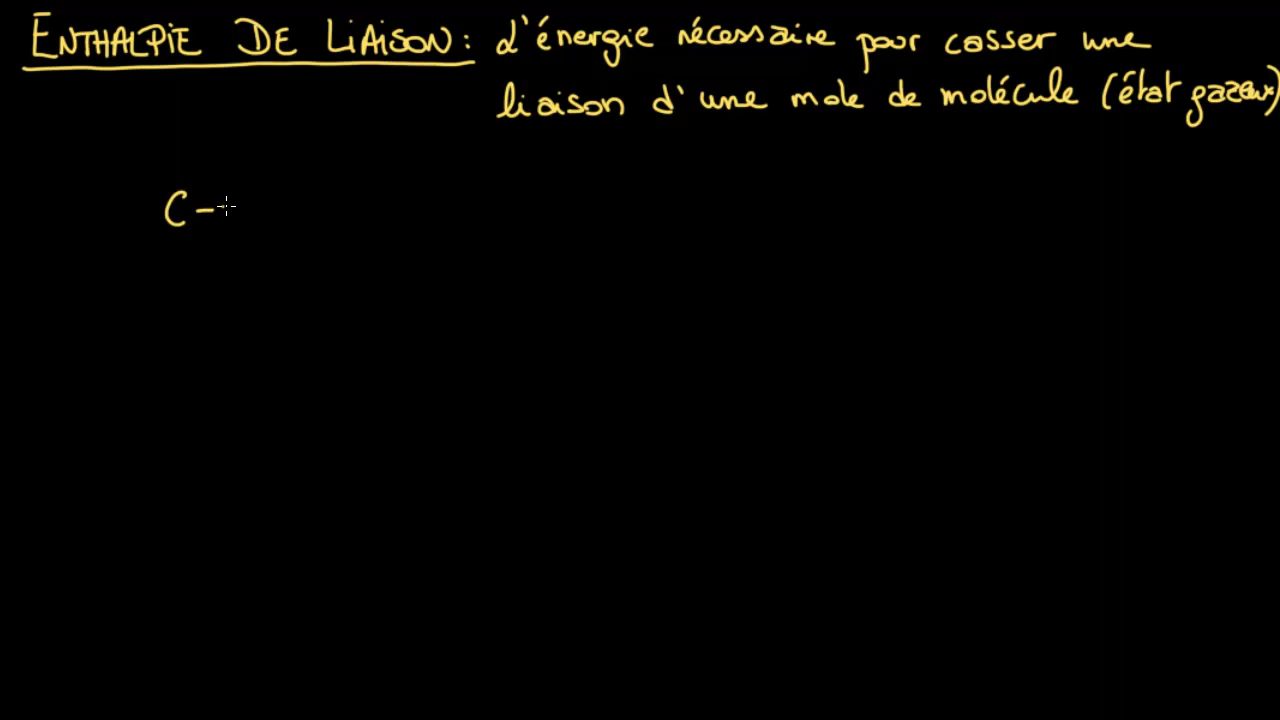 ENTHALPIE DE LIAISON: d'énergie nécessaire pour casser une
liaison d'une mole de molécule (état gazeux)
C-